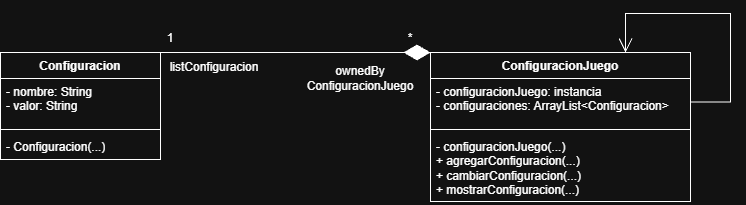 1
*
listConfiguracion
ownedBy
ConfiguracionJuego
Configuracion
- nombre: String
- valor: String
- Configuracion(...)
ConfiguracionJuego
- configuracionJuego: instancia
- configuraciones: ArrayList<Configuracion>
- configuracionJuego(...)
+ agregarConfiguracion(...)
+ cambiarConfiguracion(...)
+ mostrarConfiguracion(...)